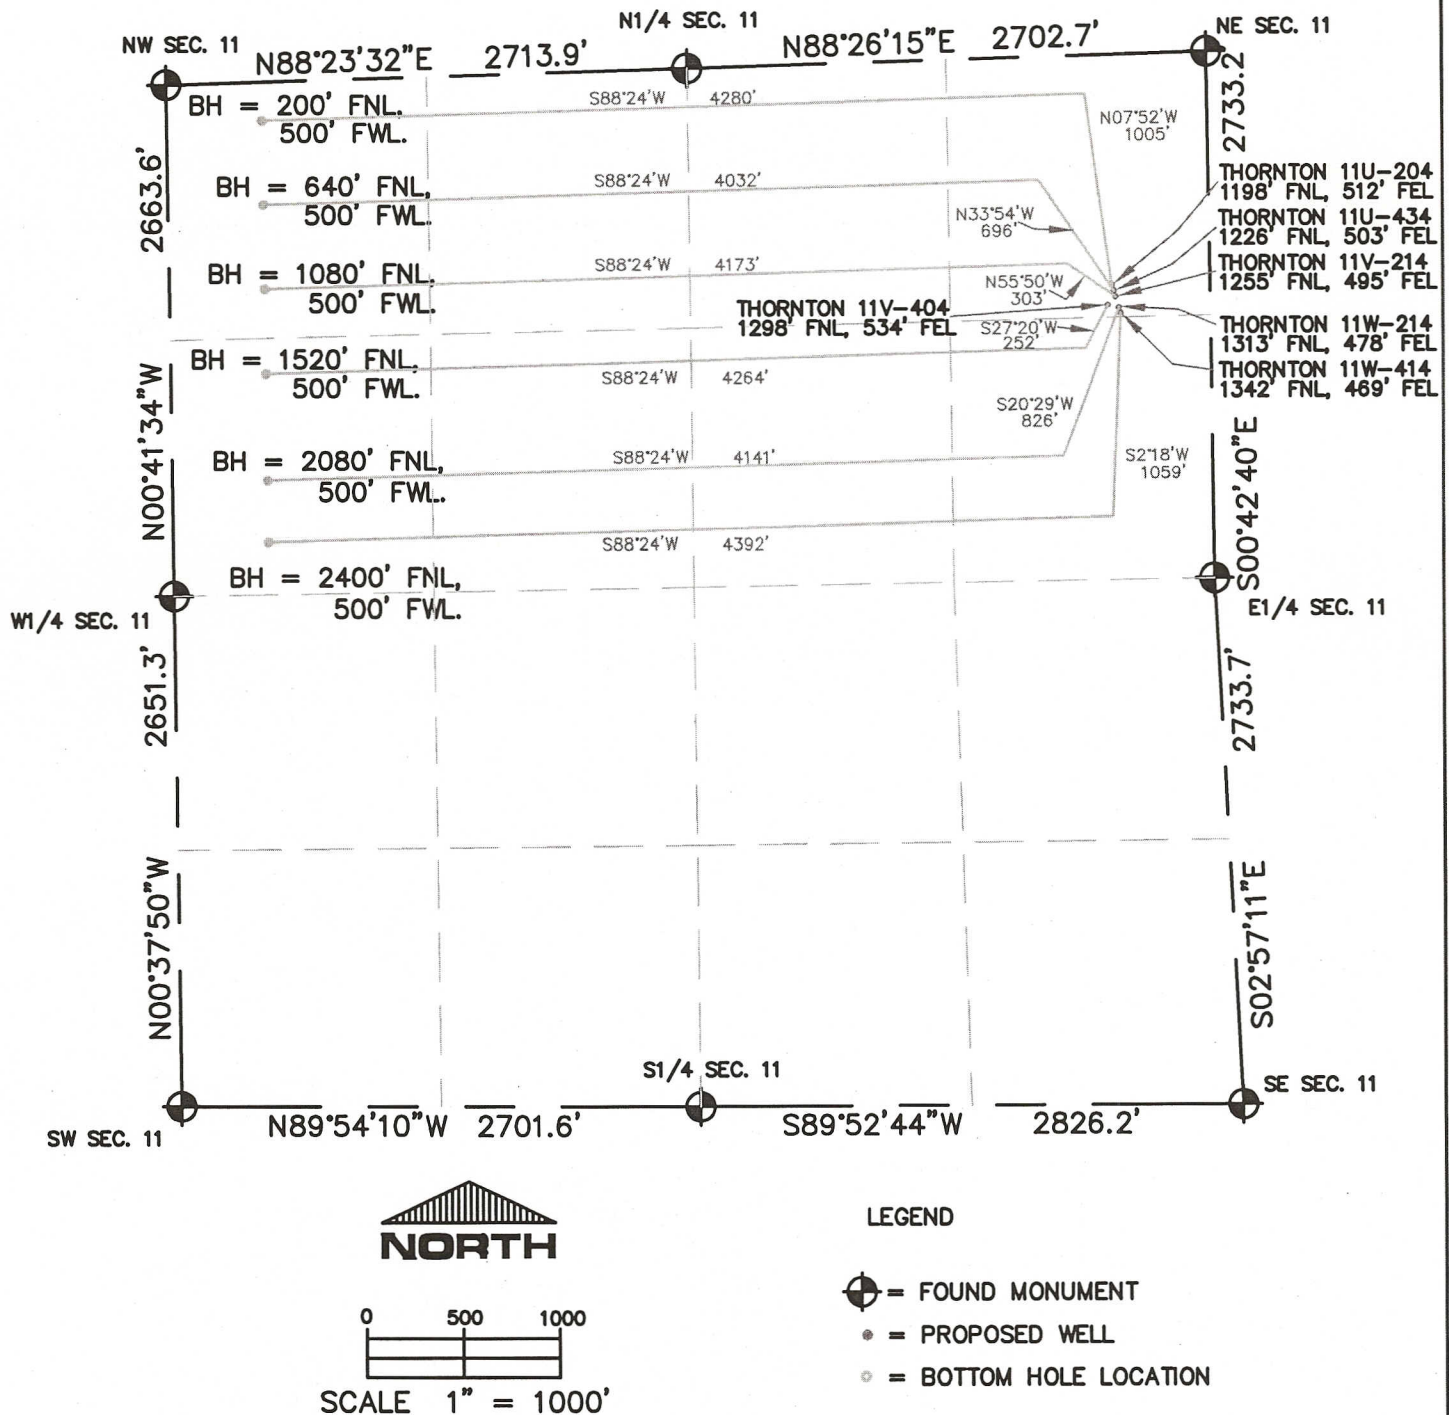 N1/4 SEC. 11
NE SEC. 11
NW SEC. 11
N88°23'32"E 2713.9'
N88°26'15"E 2702.7'
BH = 200' FNL.
500' FWL.
S88°24'W 4280'
N07°52'W
1005'
2733.2
2663.6'
BH = 640' FNL,
500' FWL.
S88°24'W 4032'
N33°54'W
696'
THORNTON 11U-204
1198' FNL, 512' FEL
THORNTON 11U-434
1226' FNL, 503' FEL
THORNTON 11V-214
1255' FNL, 495' FEL
BH = 1080' FNL.
500' FWL.
S88°24'W 4173'
N55°50'W
303'
THORNTON 11V-404
1298' FNL, 534' FEL
S27°20'W
252'
THORNTON 11W-214
1313' FNL, 478' FEL
THORNTON 11W-414
1342' FNL, 469' FEL
BH = 1520' FNL.
500' FWL.
S88°24'W 4264'
N00°41'34"W
S20°29'W
826'
BH = 2080' FNL,
500' FWL.
S88°24'W 4141'
S2°18'W
1059'
S00°42'40"E
S88°24'W 4392'
BH = 2400' FNL,
500' FWL.
W1/4 SEC. 11
E1/4 SEC. 11
2651.3'
2733.7'
N00°37'50"W
S02°57'11"E
S1/4 SEC. 11
SE SEC. 11
SW SEC. 11
N89°54'10"W 2701.6'
S89°52'44"W 2826.2'
NORTH
0 500 1000
SCALE 1" = 1000'
LEGEND
= FOUND MONUMENT
= PROPOSED WELL
= BOTTOM HOLE LOCATION